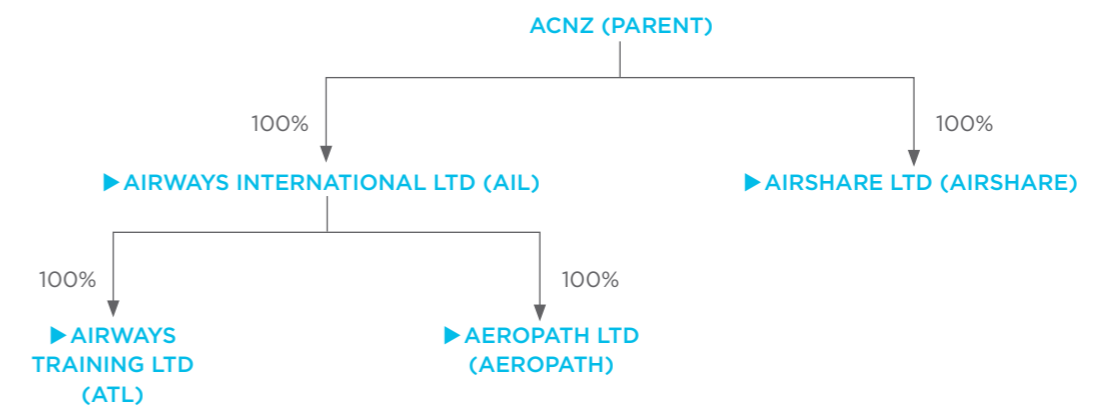 ACNZ (PARENT)
100%
100%
▶AIRWAYS INTERNATIONAL LTD (AIL)
▶AIRSHARE LTD (AIRSHARE)
100%
100%
▶AIRWAYS
TRAINING LTD
(ATL)
▶AEROPATH LTD
(AEROPATH)